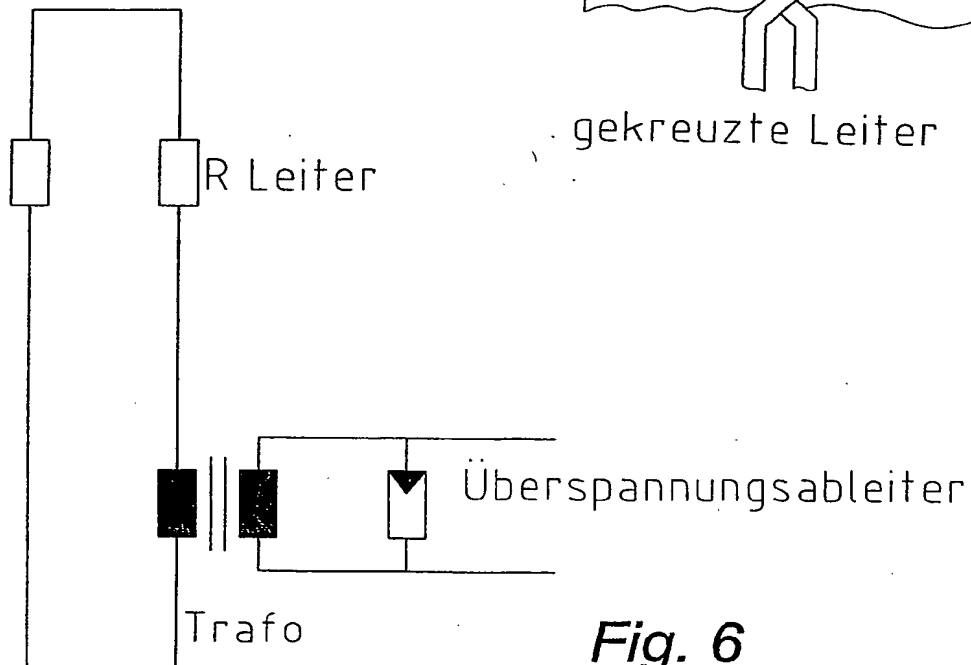 gekreuzte Leiter
R Leiter
Überspannungsableiter
Trafo
Fig. 6